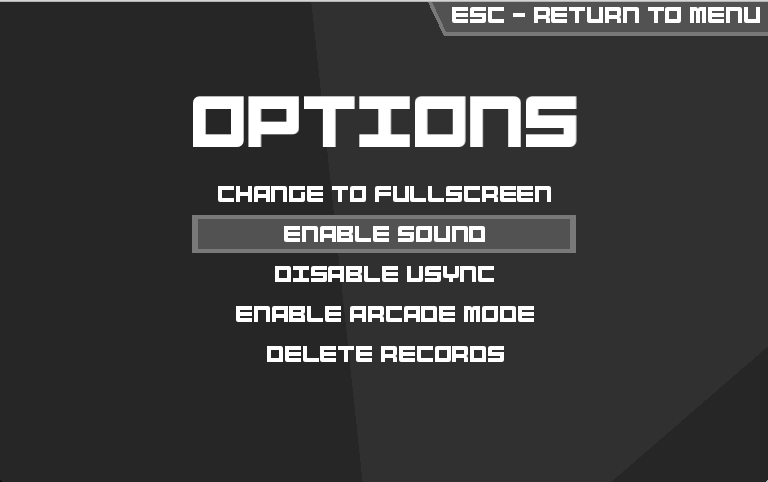 ESC - RETURN TO MENU
OPTIONS
CHANGE TO FULLSCREEN
ENABLE SOUND
DISABLE VSYNC
ENABLE ARCADE MODE
DELETE RECORDS